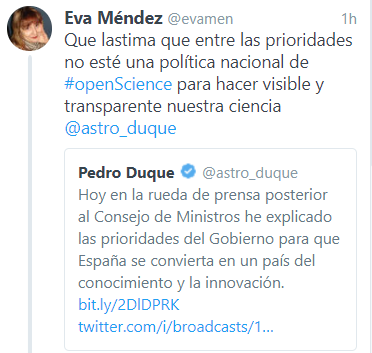 Eva Méndez @evamen 1h
Que lastima que entre las prioridades
no esté una política nacional de
#openScience para hacer visible y
transparente nuestra ciencia
@astro_duque
Pedro Duque @astro_duque
Hoy en la rueda de prensa posterior
al Consejo de Ministros he explicado
las prioridades del Gobierno para que
España se convierta en un país del
conocimiento y la innovación.
bit.ly/2DlDPRK
twitter.com/i/broadcasts/1...